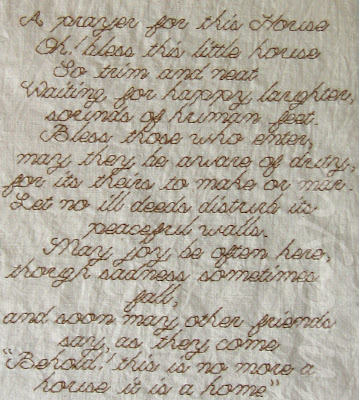 A prayer for this House
Oh! bless this little house
So trim and neat
Waiting for happy laughter,
sounds of human feet.
Bless those who enter,
may they be aware of duty,
for its theirs to make or mar.
Let no ill deeds disturb its
peaceful walls.
May joy be often here,
though sadness sometimes
fall,
and soon may other friends
say, as they come
"Behold! this is no more a
house it is a home"